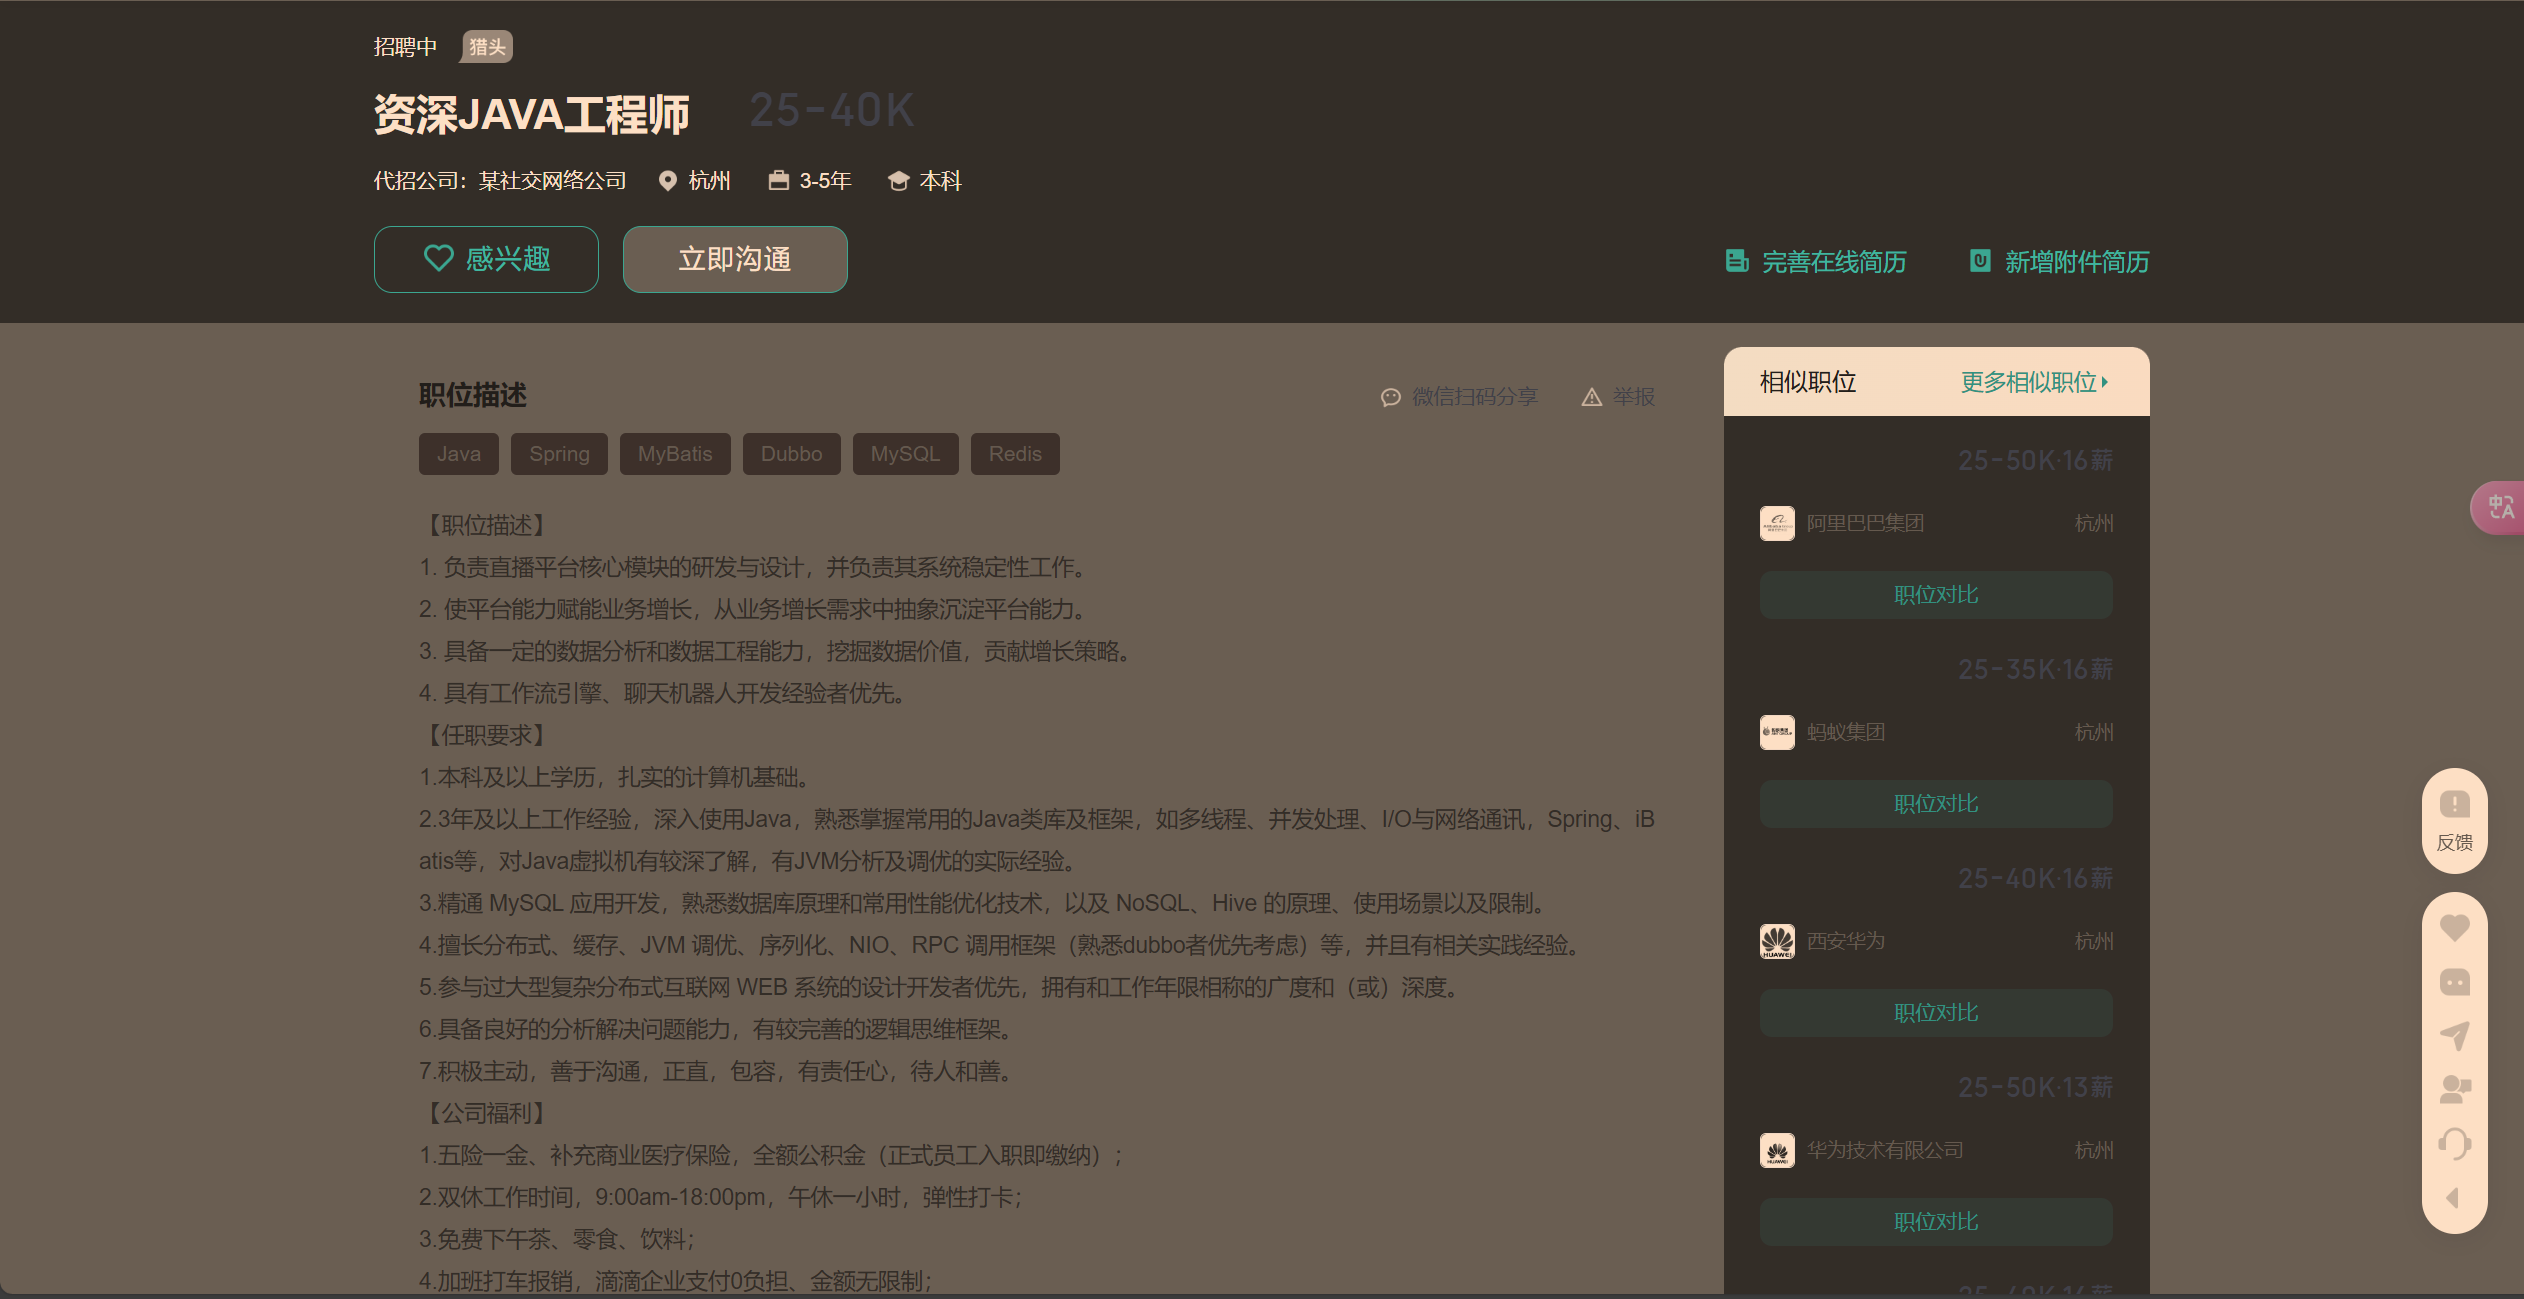 招聘中 猎头
资深JAVA工程师 25-40K
代招公司：某社交网络公司 杭州 3-5年 本科
感兴趣 立即沟通 完善在线简历 新增附件简历
职位描述 微信扫码分享 举报
Java Spring MyBatis Dubbo MySQL Redis
【职位描述】
1. 负责直播平台核心模块的研发与设计，并负责其系统稳定性工作。
2. 使平台能力赋能业务增长，从业务增长需求中抽象沉淀平台能力。
3. 具备一定的数据分析和数据工程能力，挖掘数据价值，贡献增长策略。
4. 具有工作流引擎、聊天机器人开发经验者优先。
【任职要求】
1.本科及以上学历，扎实的计算机基础。
2.3年及以上工作经验，深入使用Java，熟悉掌握常用的Java类库及框架，如多线程、并发处理、I/O与网络通讯，Spring、iB
atis等，对Java虚拟机有较深了解，有JVM分析及调优的实际经验。
3.精通 MySQL 应用开发，熟悉数据库原理和常用性能优化技术，以及 NoSQL、Hive 的原理、使用场景以及限制。
4.擅长分布式、缓存、JVM 调优、序列化、NIO、RPC 调用框架（熟悉dubbo者优先考虑）等，并且有相关实践经验。
5.参与过大型复杂分布式互联网 WEB 系统的设计开发者优先，拥有和工作年限相称的广度和（或）深度。
6.具备良好的分析解决问题能力，有较完善的逻辑思维框架。
7.积极主动，善于沟通，正直，包容，有责任心，待人和善。
【公司福利】
1.五险一金、补充商业医疗保险，全额公积金（正式员工入职即缴纳）；
2.双休工作时间，9:00am-18:00pm，午休一小时，弹性打卡；
3.免费下午茶、零食、饮料；
4.加班打车报销，滴滴企业支付0负担、金额无限制；
相似职位 更多相似职位
25-50K·16薪
阿里巴巴集团 杭州
职位对比
25-35K·16薪
蚂蚁集团 杭州
职位对比
25-40K·16薪
HUAWEI 西安华为 杭州
职位对比
25-50K·13薪
HUAWEI 华为技术有限公司 杭州
职位对比
中A
反馈